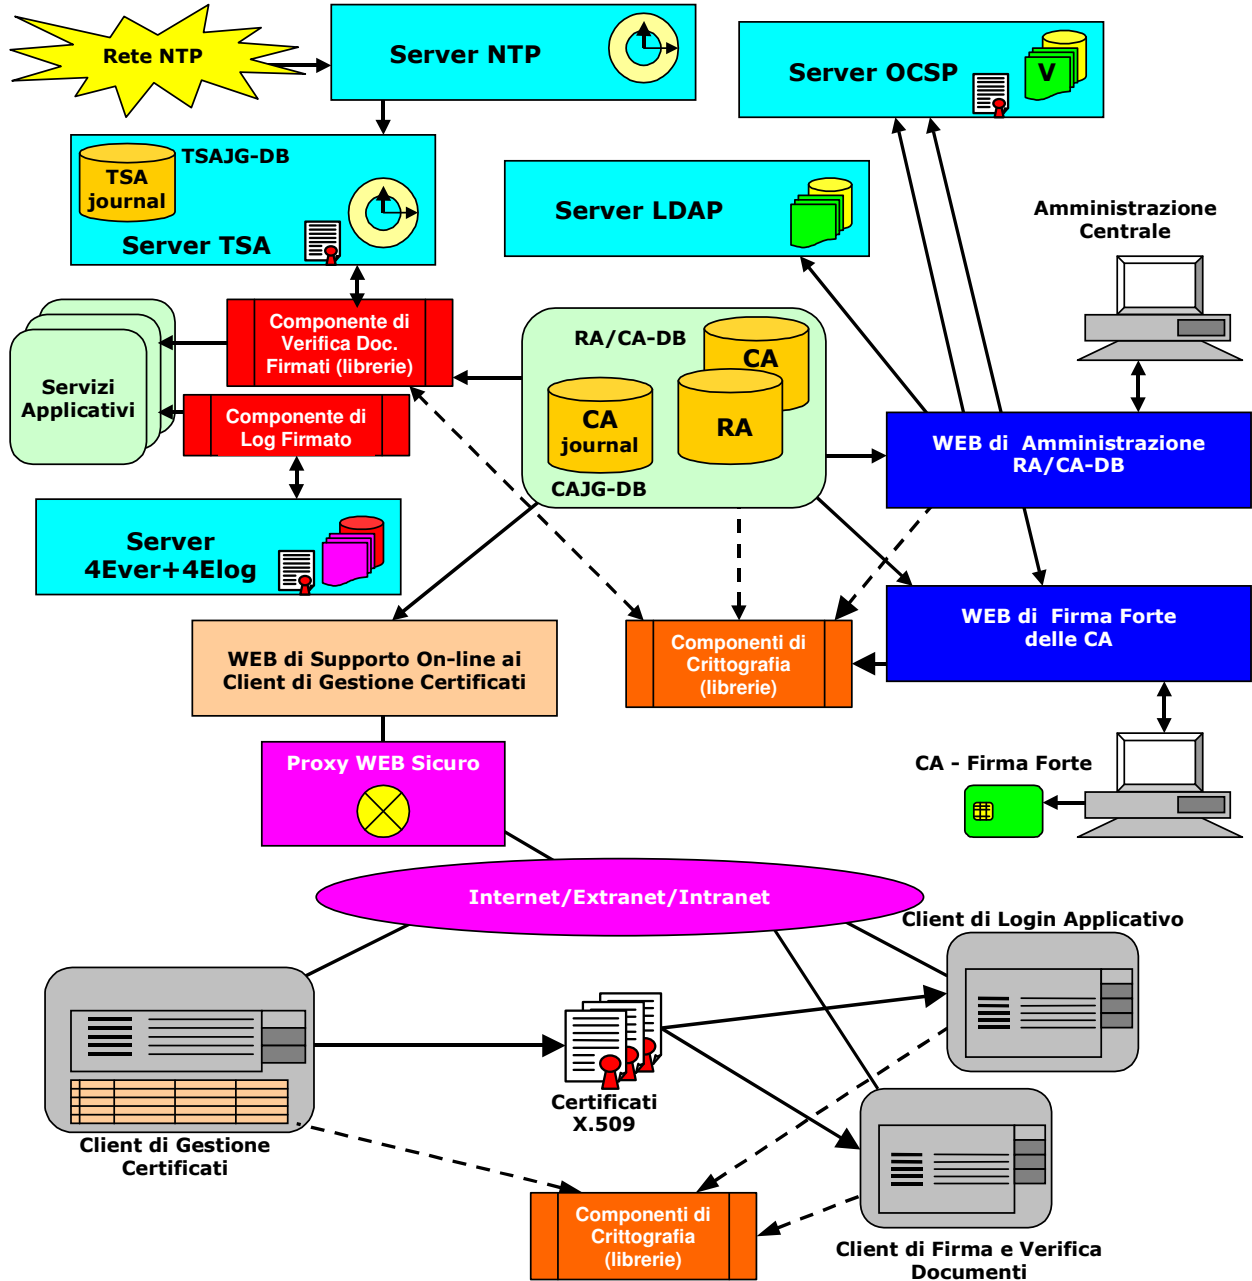 Rete NTP
Server NTP
Server OCSP
V
TSAJG-DB
TSA
journal
Server TSA
Server LDAP
Amministrazione
Centrale
Componente di
Verifica Doc.
Firmati (librerie)
Servizi
Applicativi
Componente di
Log Firmato
RA/CA-DB
CA
RA
CA
journal
CAJG-DB
WEB di  Amministrazione
RA/CA-DB
Server
4Ever+4Elog
WEB di  Firma Forte
delle CA
WEB di Supporto On-line ai
Client di Gestione Certificati
Componenti di
Crittografia
(librerie)
Proxy WEB Sicuro
CA - Firma Forte
Internet/Extranet/Intranet
Client di Login Applicativo
Certificati
X.509
Client di Gestione
Certificati
Componenti di
Crittografia
(librerie)
Client di Firma e Verifica
Documenti